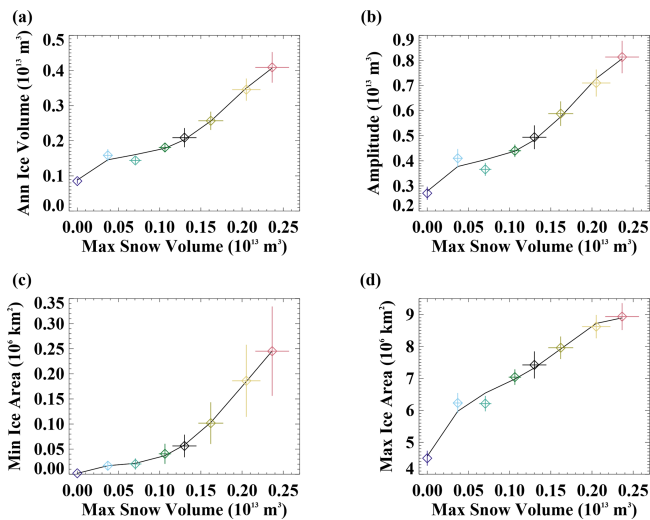 (a)
Ann Ice Volume (10¹³ m³)
0.5
0.4
0.3
0.2
0.1
0.0
0.00 0.05 0.10 0.15 0.20 0.25
Max Snow Volume (10¹³ m³)
(b)
Amplitude (10¹³ m³)
0.9
0.8
0.7
0.6
0.5
0.4
0.3
0.2
0.00 0.05 0.10 0.15 0.20 0.25
Max Snow Volume (10¹³ m³)
(c)
Min Ice Area (10⁶ km²)
0.35
0.30
0.25
0.20
0.15
0.10
0.05
0.00
0.00 0.05 0.10 0.15 0.20 0.25
Max Snow Volume (10¹³ m³)
(d)
Max Ice Area (10⁶ km²)
9
8
7
6
5
4
0.00 0.05 0.10 0.15 0.20 0.25
Max Snow Volume (10¹³ m³)